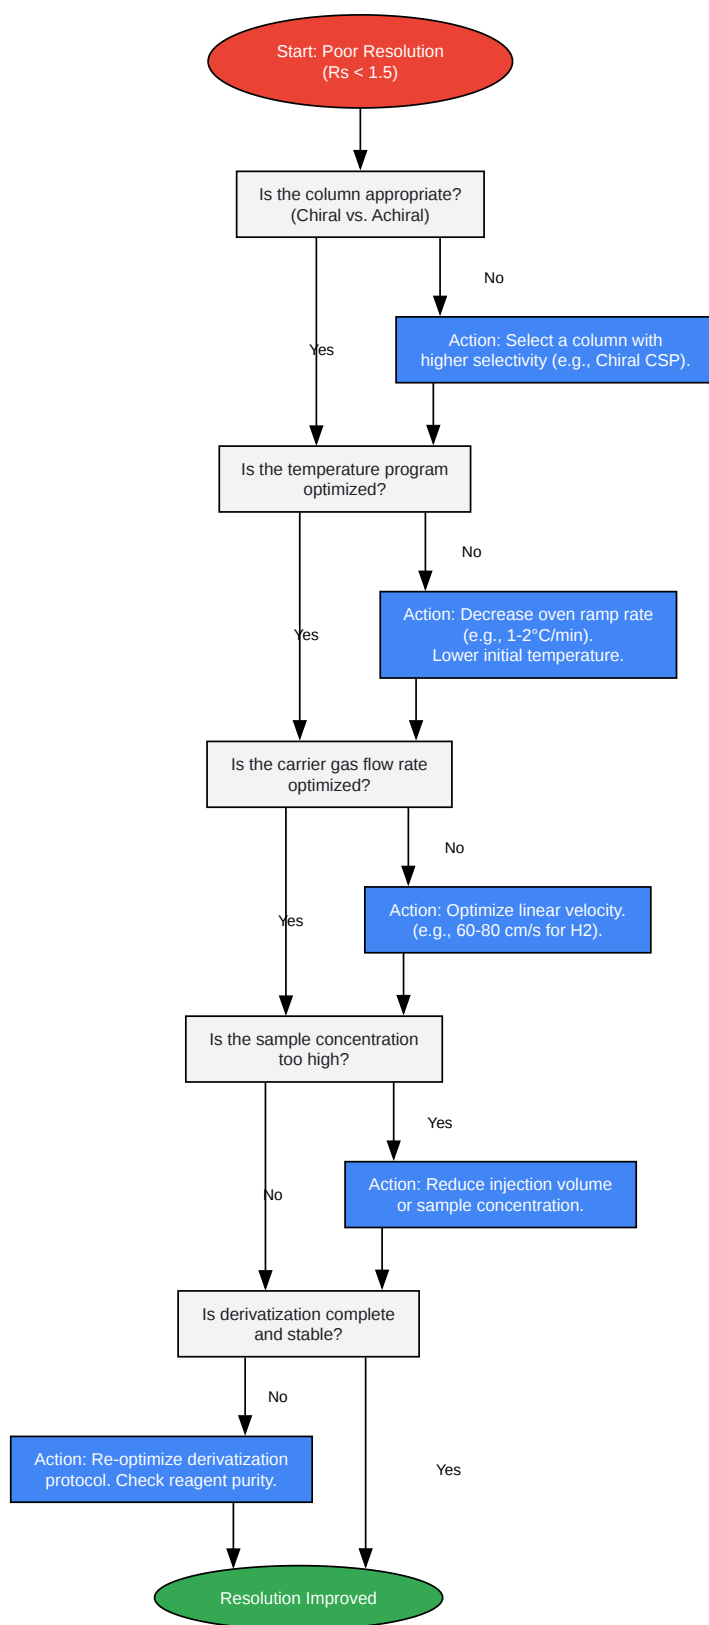 Start: Poor Resolution
(Rs < 1.5)
Is the column appropriate?
(Chiral vs. Achiral)
No
Action: Select a column with
higher selectivity (e.g., Chiral CSP).
Yes
Is the temperature program
optimized?
No
Action: Decrease oven ramp rate
(e.g., 1-2°C/min).
Lower initial temperature.
Yes
Is the carrier gas flow rate
optimized?
No
Action: Optimize linear velocity.
(e.g., 60-80 cm/s for H2).
Yes
Is the sample concentration
too high?
Yes
Action: Reduce injection volume
or sample concentration.
No
Is derivatization complete
and stable?
No
Action: Re-optimize derivatization
protocol. Check reagent purity.
Yes
Resolution Improved